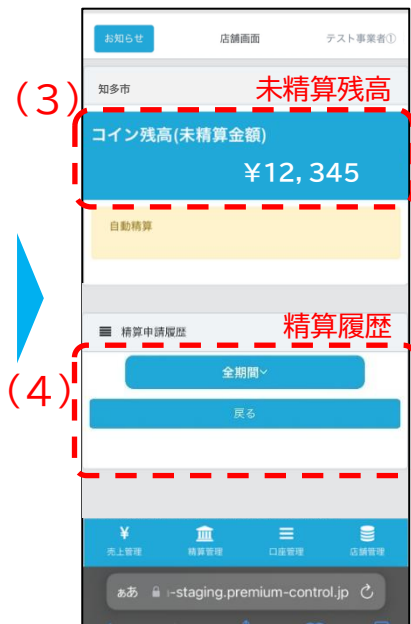 お知らせ 店舗画面 テスト事業者①
(3) 知多市 未精算残高
コイン残高(未精算金額)
¥12,345
自動精算
精算申請履歴 精算履歴
(4) 全期間
戻る
売上管理 精算管理 口座管理 店舗管理
ああ -staging.premium-control.jp